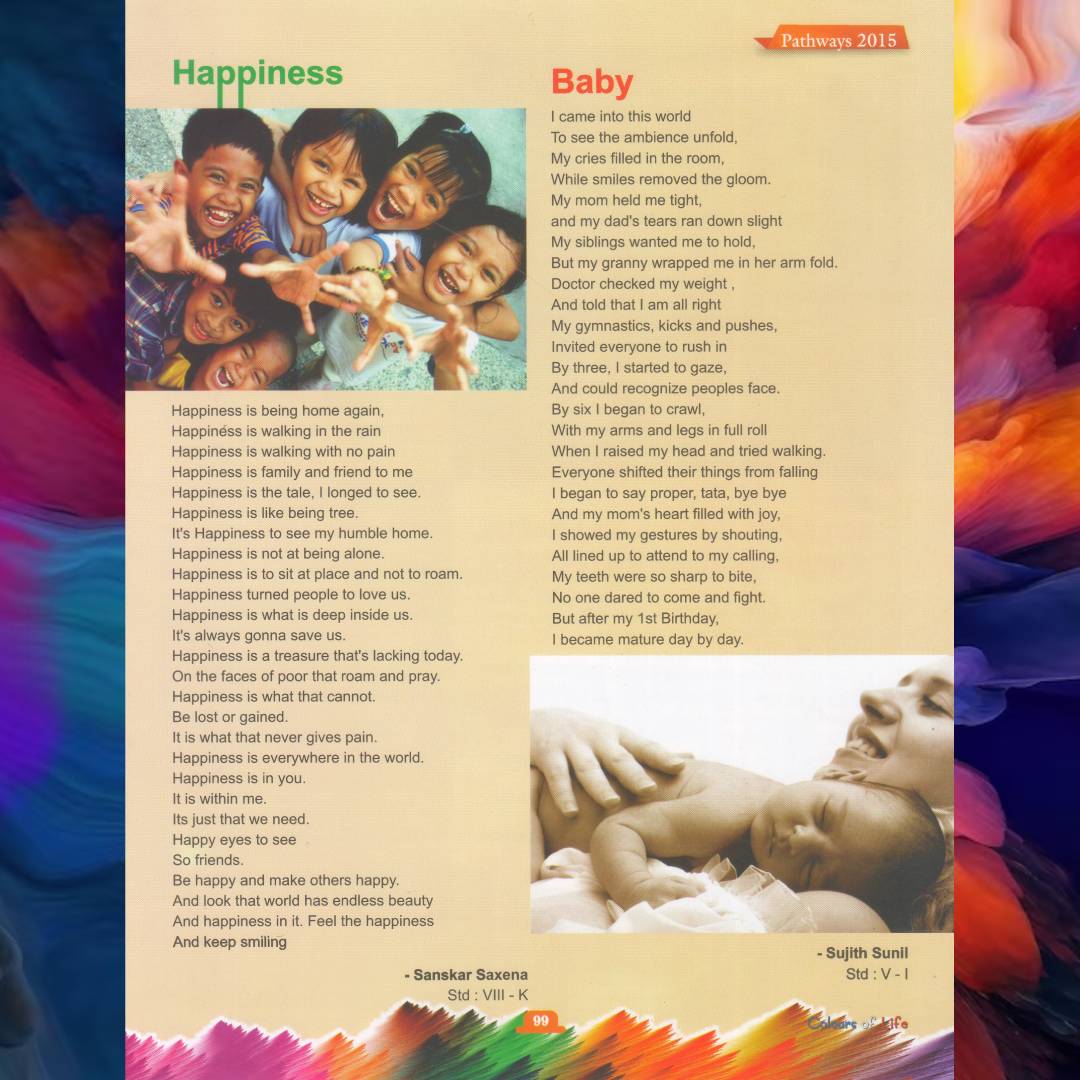 Pathways 2015
Happiness
Happiness is being home again,
Happiness is walking in the rain
Happiness is walking with no pain
Happiness is family and friend to me
Happiness is the tale, I longed to see.
Happiness is like being tree.
It's Happiness to see my humble home.
Happiness is not at being alone.
Happiness is to sit at place and not to roam.
Happiness turned people to love us.
Happiness is what is deep inside us.
It's always gonna save us.
Happiness is a treasure that's lacking today.
On the faces of poor that roam and pray.
Happiness is what that cannot.
Be lost or gained.
It is what that never gives pain.
Happiness is everywhere in the world.
Happiness is in you.
It is within me.
Its just that we need.
Happy eyes to see
So friends.
Be happy and make others happy.
And look that world has endless beauty
And happiness in it. Feel the happiness
And keep smiling
- Sanskar Saxena
Std : VIII - K
Baby
I came into this world
To see the ambience unfold,
My cries filled in the room,
While smiles removed the gloom.
My mom held me tight,
and my dad's tears ran down slight
My siblings wanted me to hold,
But my granny wrapped me in her arm fold.
Doctor checked my weight ,
And told that I am all right
My gymnastics, kicks and pushes,
Invited everyone to rush in
By three, I started to gaze,
And could recognize peoples face.
By six I began to crawl,
With my arms and legs in full roll
When I raised my head and tried walking.
Everyone shifted their things from falling
I began to say proper, tata, bye bye
And my mom's heart filled with joy,
I showed my gestures by shouting,
All lined up to attend to my calling,
My teeth were so sharp to bite,
No one dared to come and fight.
But after my 1st Birthday,
I became mature day by day.
- Sujith Sunil
Std : V - I
99
Colours of Life